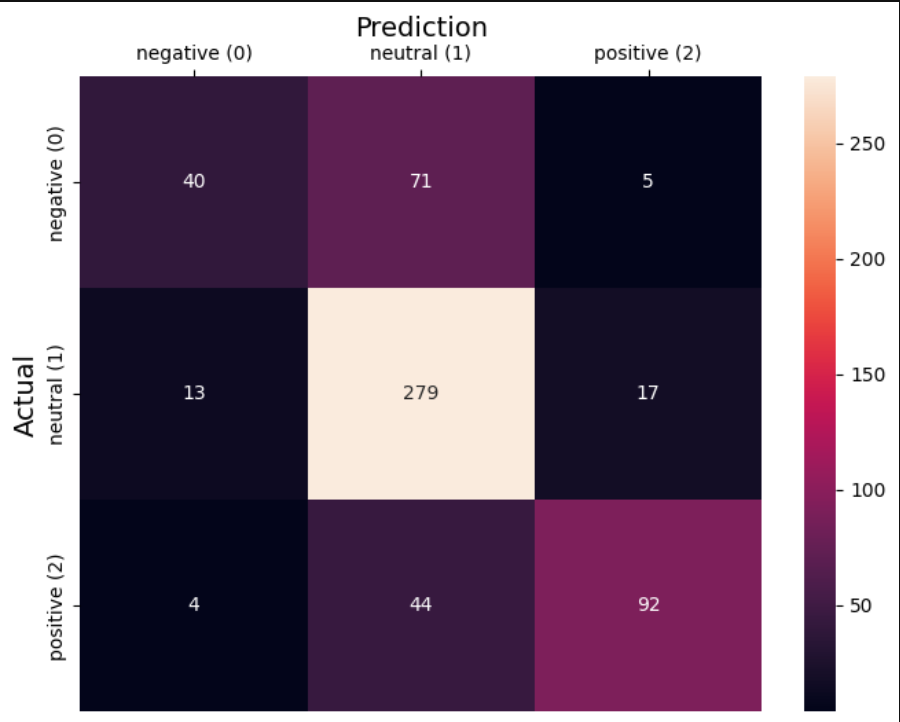 Prediction
negative (0) neutral (1) positive (2)
Actual
negative (0)
40 71 5
neutral (1)
13 279 17
positive (2)
4 44 92
250
200
150
100
50